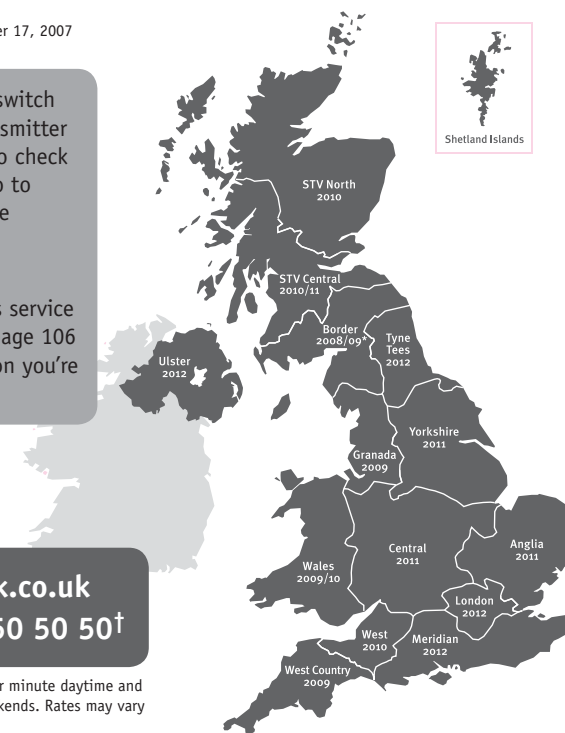 17, 2007
switch
o check
to
service
age 106
on you're
k.co.uk
50 50 50†
minute daytime and
kends. Rates may vary
Shetland Islands
STV North
2010
STV Central
2010/11
Border
2008/09*
Tyne
Tees
2012
Ulster
2012
Yorkshire
2011
Granada
2009
Wales
2009/10
Central
2011
Anglia
2011
London
2012
West
2010
Meridian
2012
West Country
2009